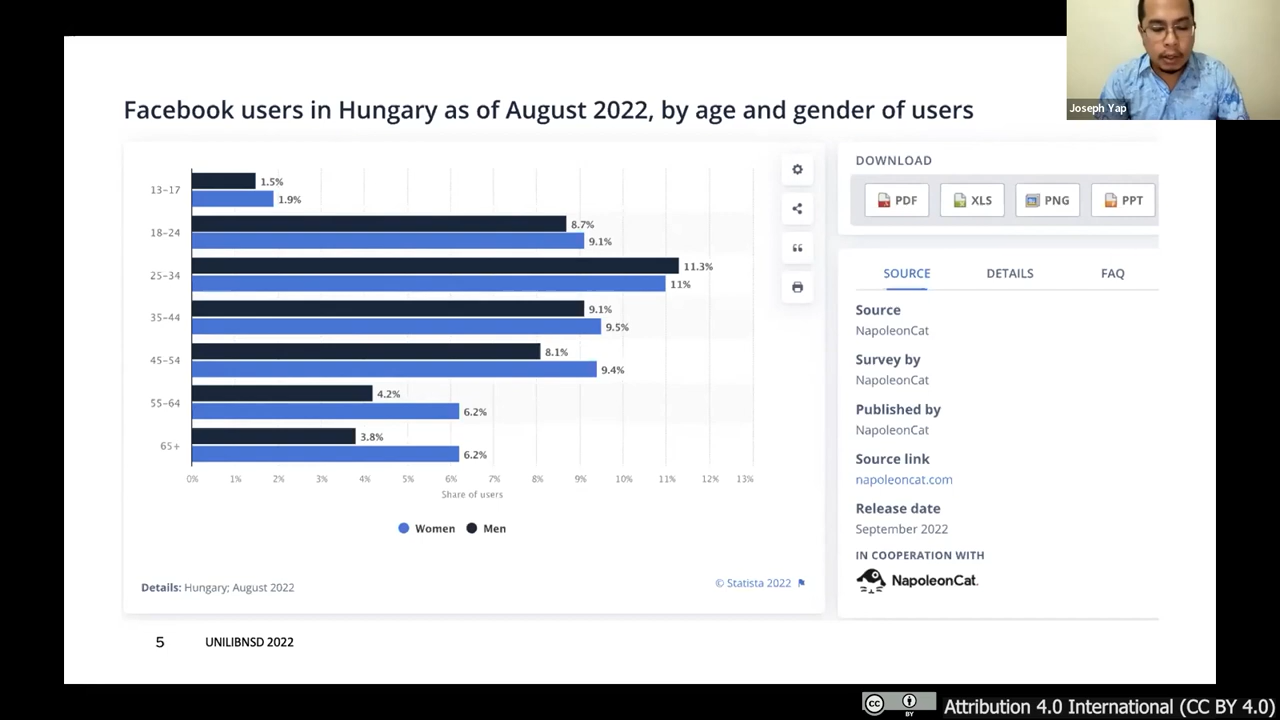 Joseph Yap
Facebook users in Hungary as of August 2022, by age and gender of users
13–17
1.5%
1.9%
18–24
8.7%
9.1%
25–34
11.3%
11%
35–44
9.1%
9.5%
45–54
8.1%
9.4%
55–64
4.2%
6.2%
65+
3.8%
6.2%
0% 1% 2% 3% 4% 5% 6% 7% 8% 9% 10% 11% 12% 13%
Share of users
Women Men
Details: Hungary; August 2022
© Statista 2022
DOWNLOAD
PDF XLS PNG PPT
SOURCE DETAILS FAQ
Source
NapoleonCat
Survey by
NapoleonCat
Published by
NapoleonCat
Source link
napoleoncat.com
Release date
September 2022
IN COOPERATION WITH
NapoleonCat.
5 UNILIBNSD 2022
cc BY
Attribution 4.0 International (CC BY 4.0)